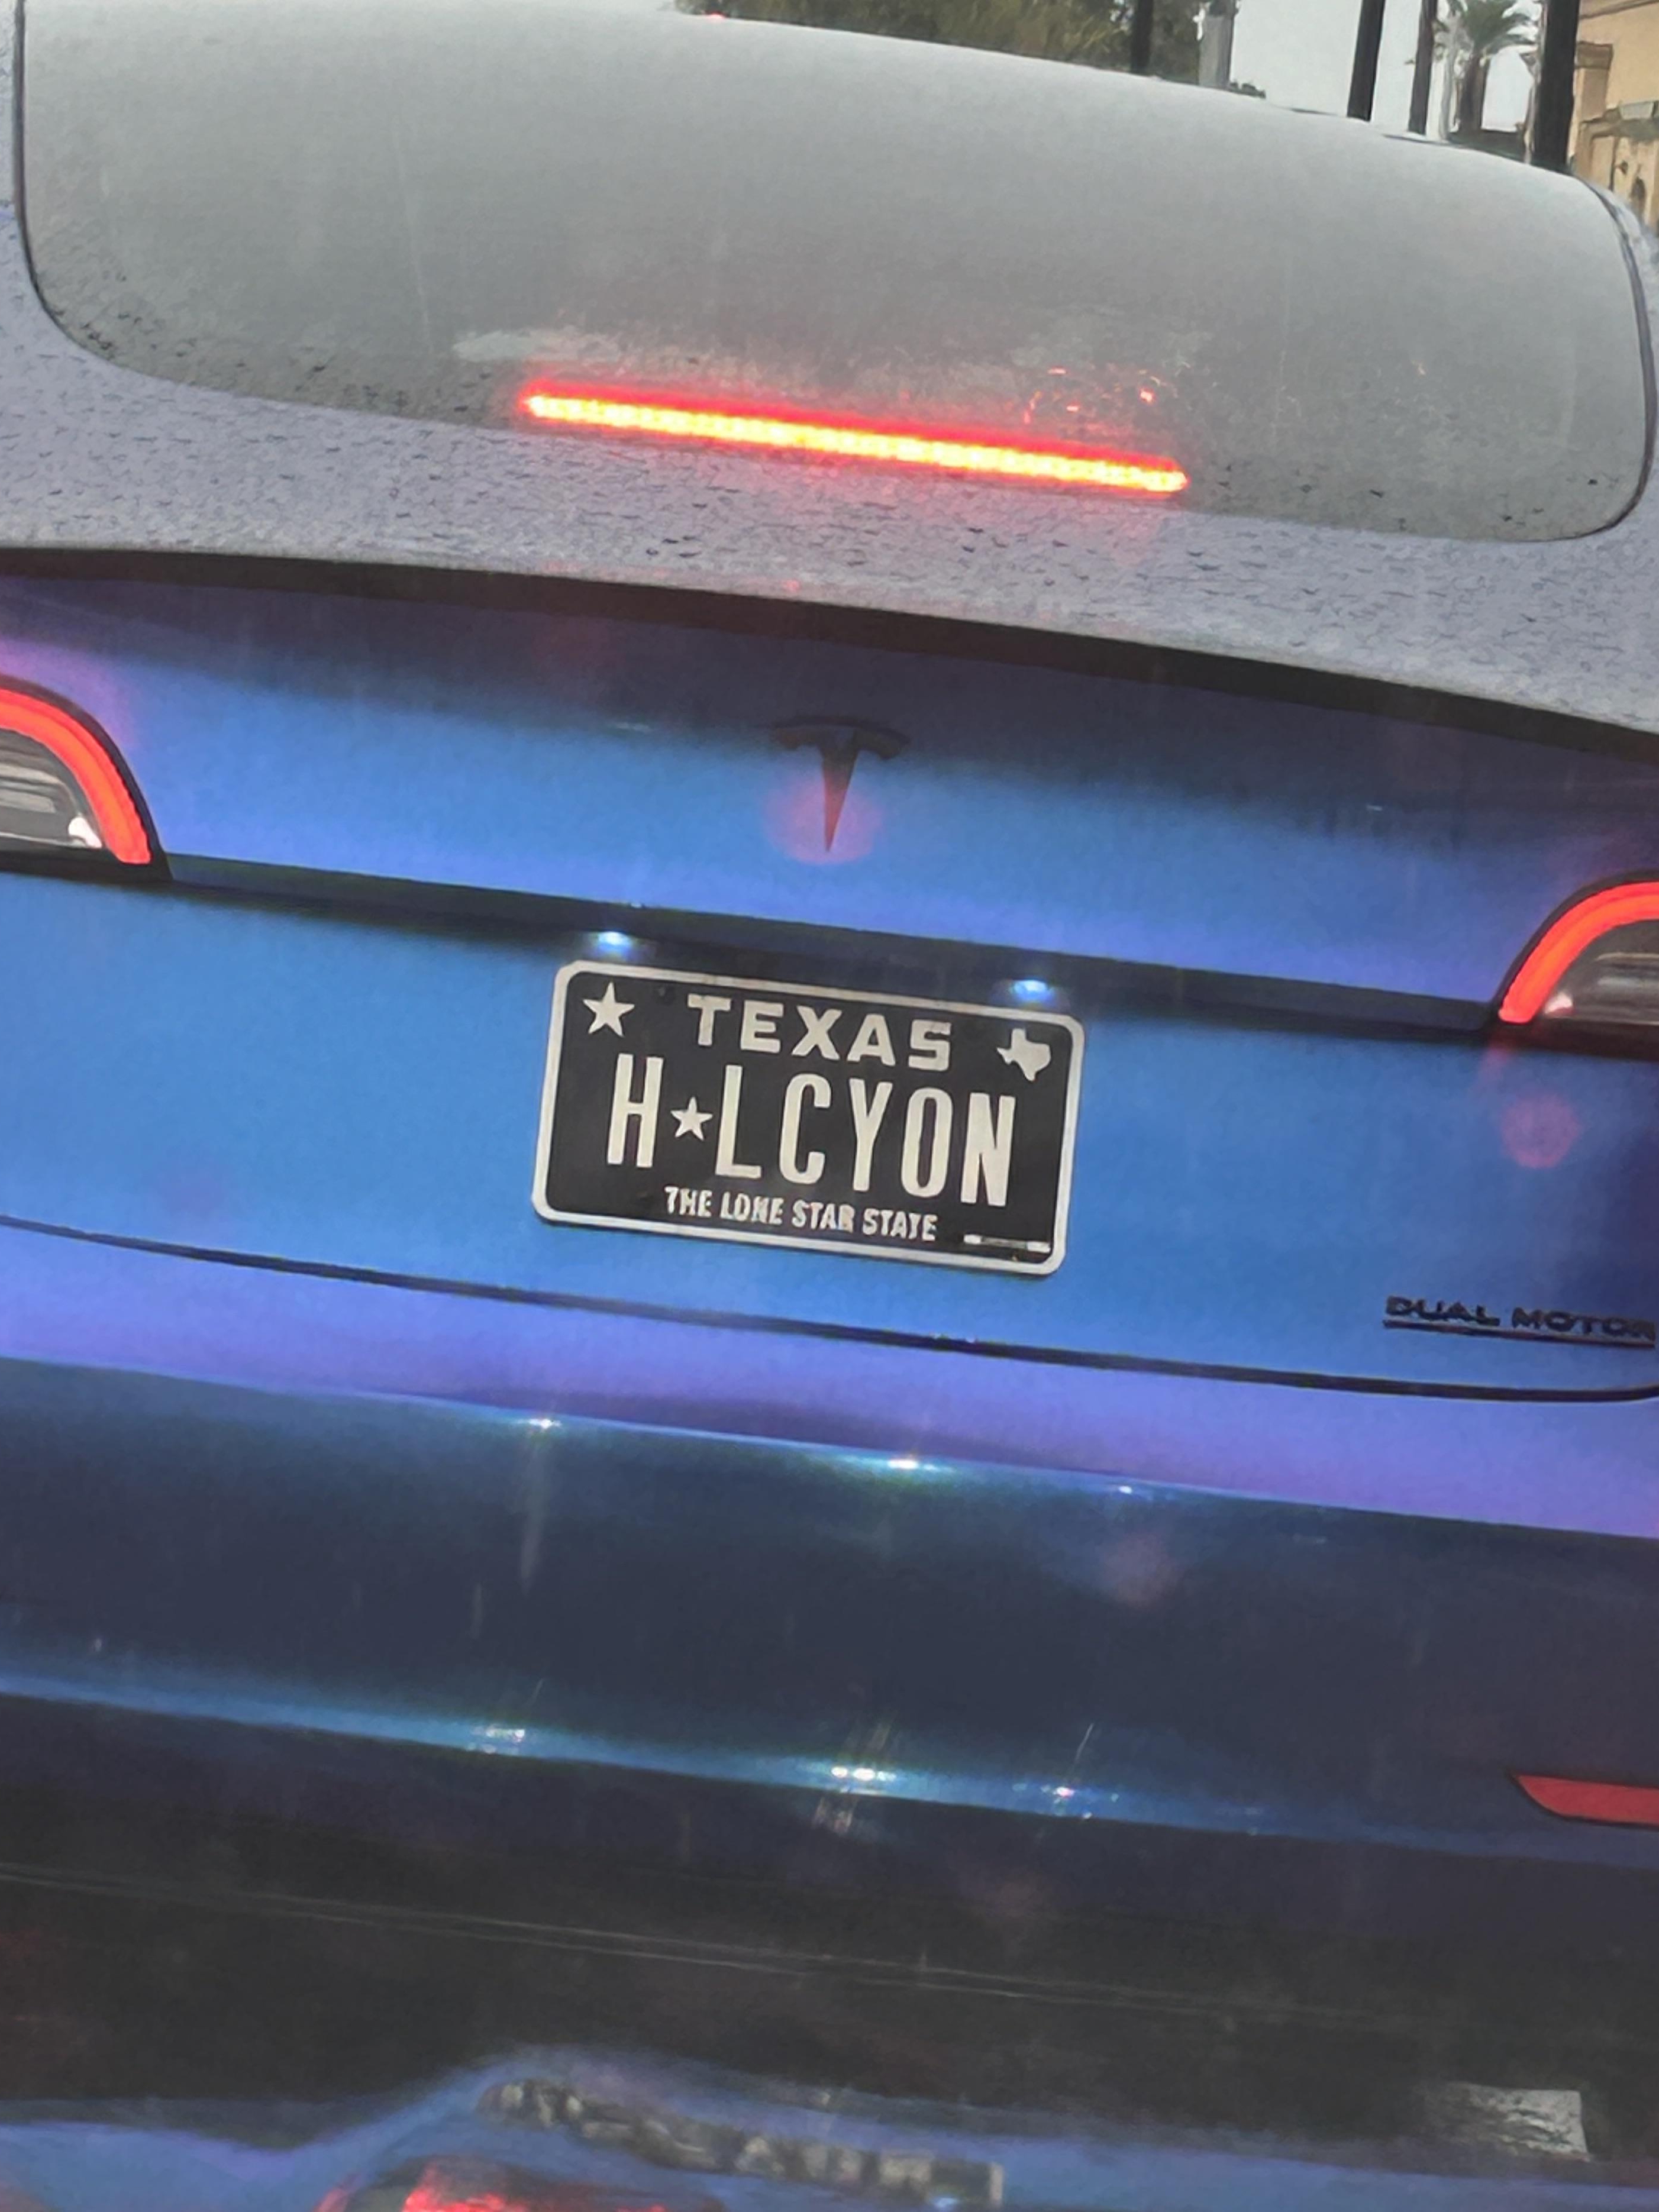 TEXAS
H★LCYON
THE LONE STAR STATE
DUAL MOTOR